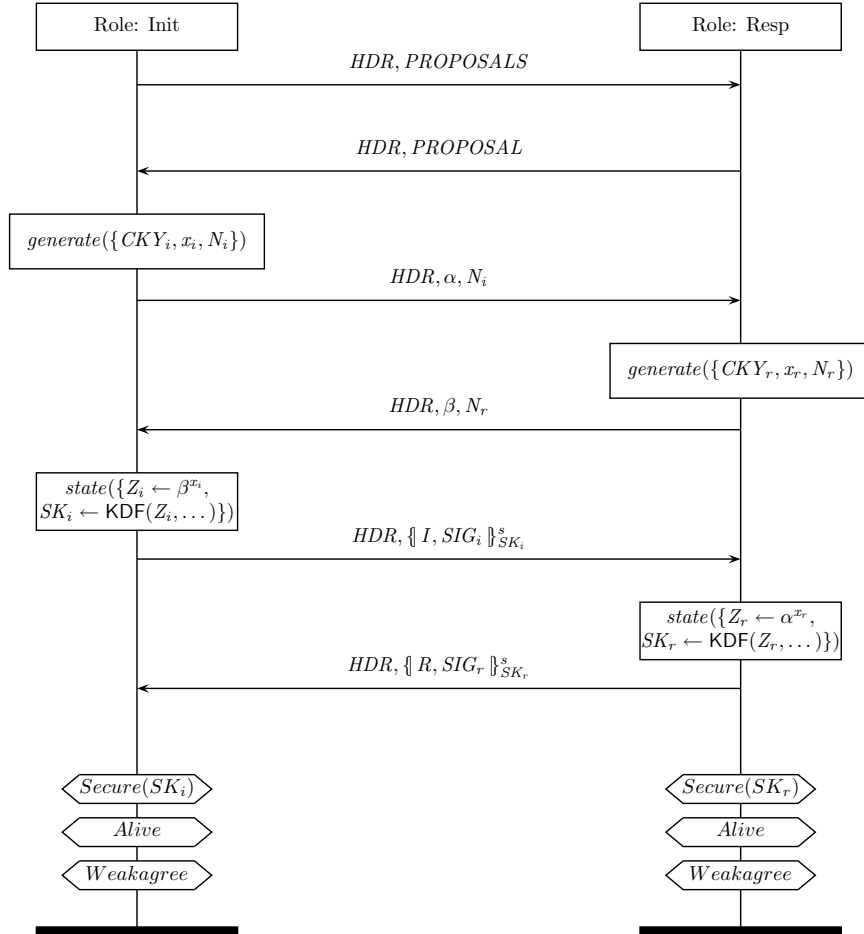 Role: Init
Role: Resp
HDR, PROPOSALS
HDR, PROPOSAL
generate({CKY_i, x_i, N_i})
HDR, α, N_i
generate({CKY_r, x_r, N_r})
HDR, β, N_r
state({Z_i ← β^{x_i},
SK_i ← KDF(Z_i, . . . )})
HDR, {| I, SIG_i |}^s_{SK_i}
state({Z_r ← α^{x_r},
SK_r ← KDF(Z_r, . . . )})
HDR, {| R, SIG_r |}^s_{SK_r}
Secure(SK_i)
Secure(SK_r)
Alive
Alive
Weakagree
Weakagree